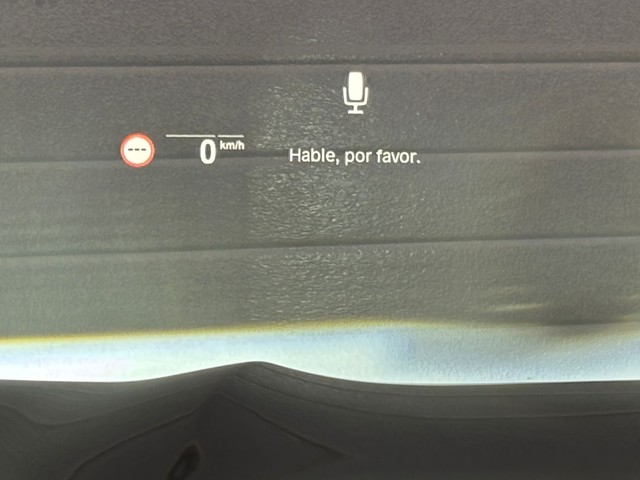 ---
0 km/h
Hable, por favor.